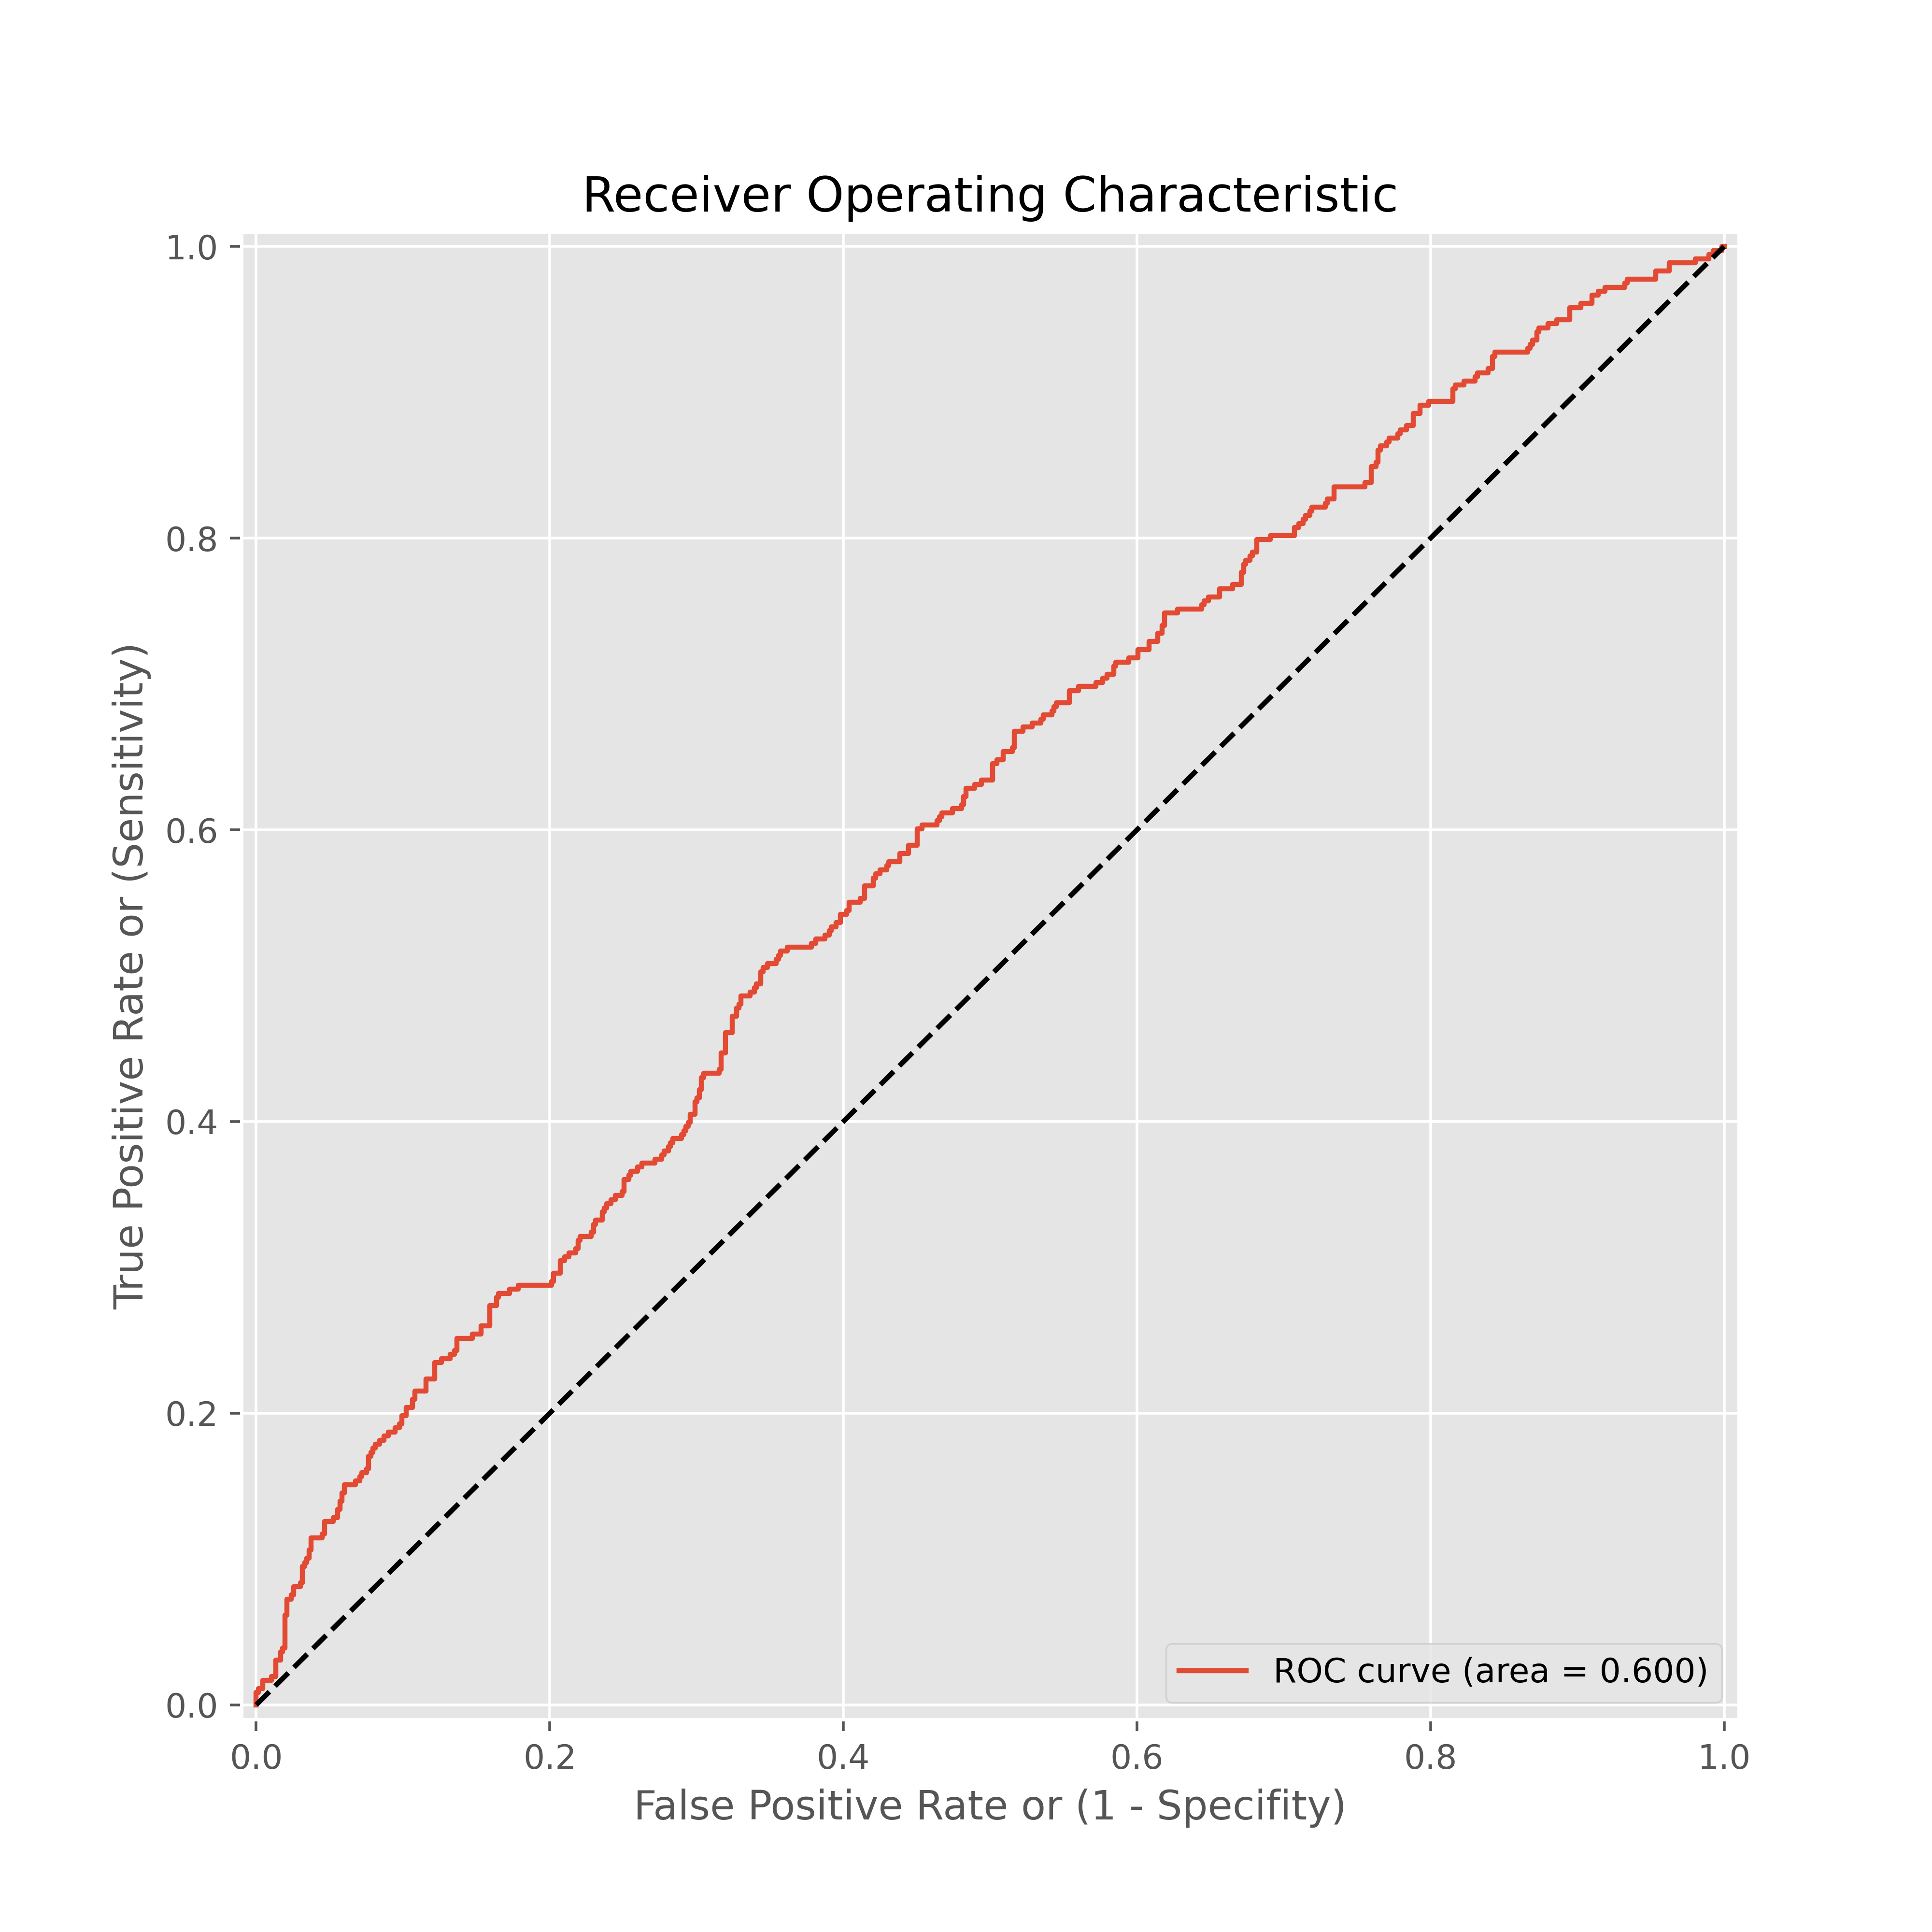 Receiver Operating Characteristic
1.0
0.8
0.6
0.4
0.2
0.0
True Positive Rate or (Sensitivity)
ROC curve (area = 0.600)
0.0 0.2 0.4 0.6 0.8 1.0
False Positive Rate or (1 - Specifity)